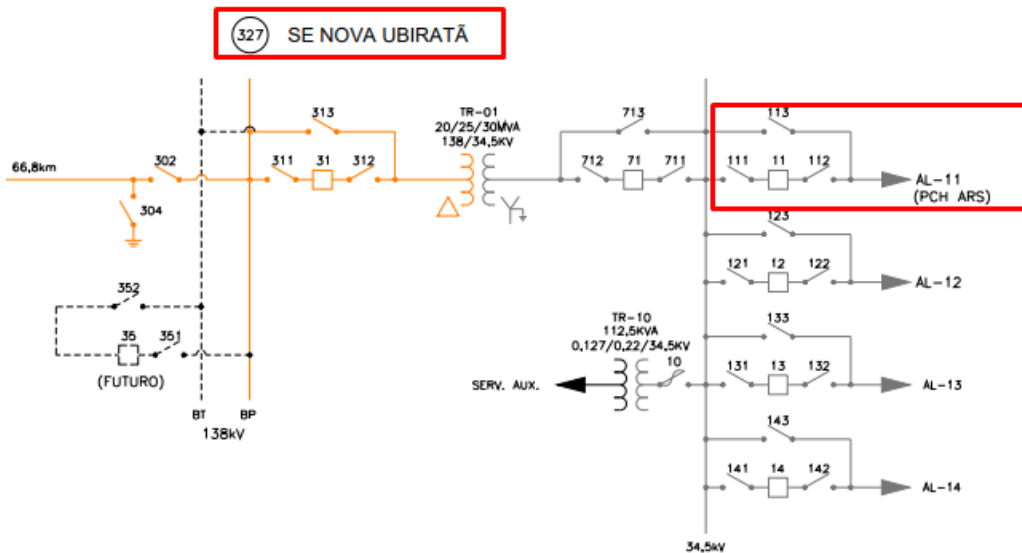 327 SE NOVA UBIRATÃ
313
TR-01
20/25/30MVA
138/34,5KV
713
113
66,8km
302
311
31
312
712
71
711
111
11
112
AL-11
(PCH ARS)
304
123
121
12
122
AL-12
352
35
351
(FUTURO)
TR-10
112,5KVA
0,127/0,22/34,5KV
10
SERV. AUX.
133
131
13
132
AL-13
BT
BP
138kV
143
141
14
142
AL-14
34,5kV